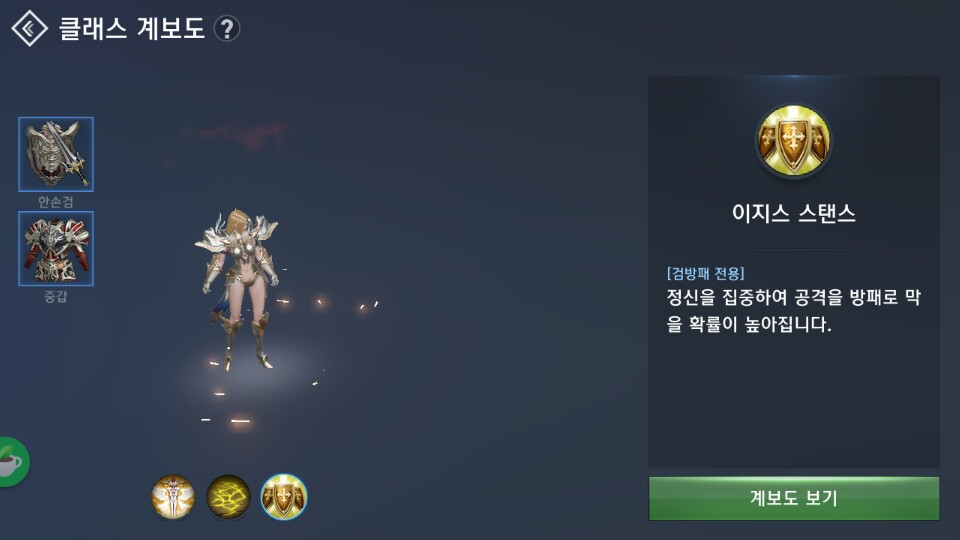 클래스 계보도 ?
한손검
중갑
이지스 스탠스
[검방패 전용]
정신을 집중하여 공격을 방패로 막
을 확률이 높아집니다.
계보도 보기